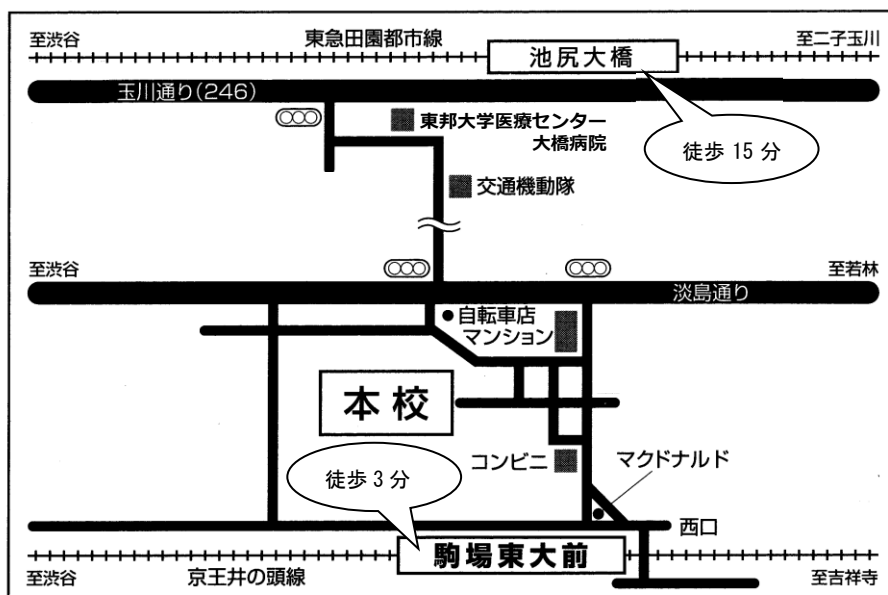 至渋谷
東急田園都市線
池尻大橋
至二子玉川
玉川通り(246)
東邦大学医療センター
大橋病院
徒歩 15 分
交通機動隊
至渋谷
至若林
淡島通り
自転車店
マンション
本校
コンビニ
マクドナルド
徒歩 3 分
西口
駒場東大前
至渋谷
京王井の頭線
至吉祥寺